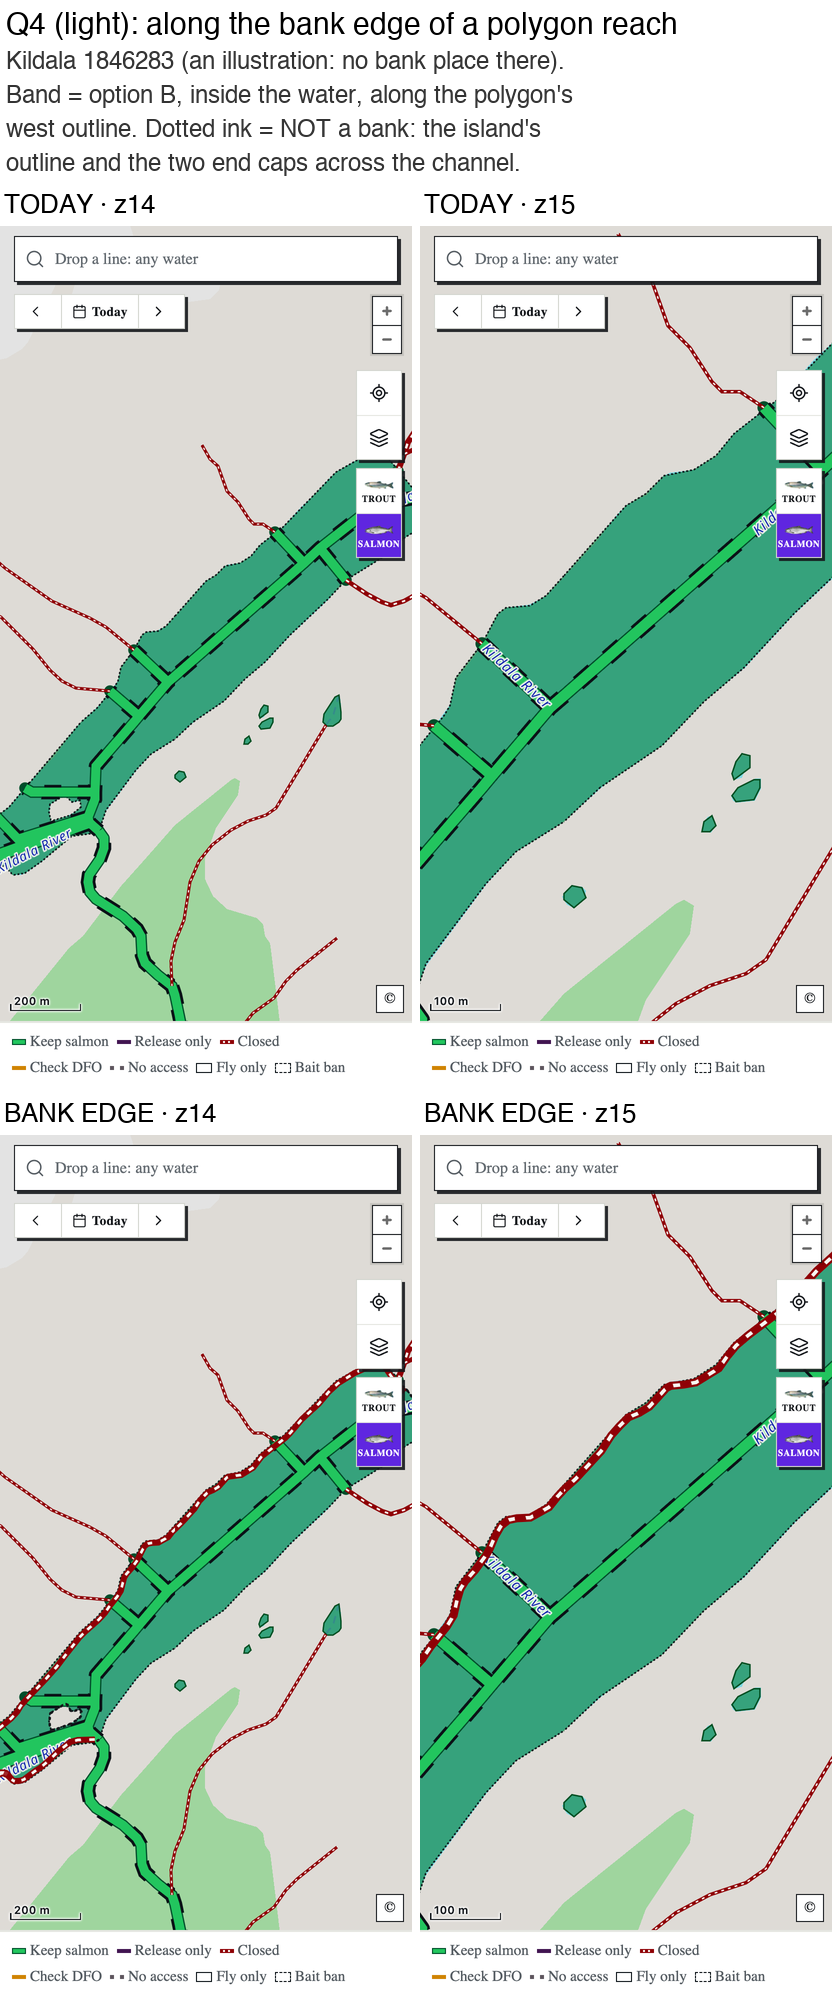 Q4 (light): along the bank edge of a polygon reach
Kildala 1846283 (an illustration: no bank place there).
Band = option B, inside the water, along the polygon's
west outline. Dotted ink = NOT a bank: the island's
outline and the two end caps across the channel.
TODAY · z14
Drop a line: any water
Today
TROUT
SALMON
Kildala River
200 m
©
Keep salmon Release only Closed
Check DFO No access Fly only Bait ban
TODAY · z15
Drop a line: any water
Today
TROUT
Kild
SALMON
Kildala River
100 m
©
Keep salmon Release only Closed
Check DFO No access Fly only Bait ban
BANK EDGE · z14
Drop a line: any water
Today
TROUT
SALMON
200 m
©
Keep salmon Release only Closed
Check DFO No access Fly only Bait ban
BANK EDGE · z15
Drop a line: any water
Today
TROUT
Kild
SALMON
Kildala River
100 m
©
Keep salmon Release only Closed
Check DFO No access Fly only Bait ban